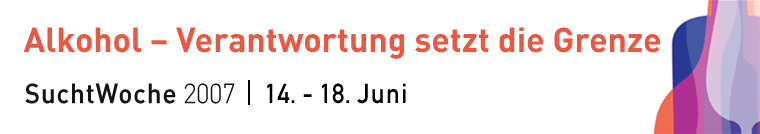 Alkohol – Verantwortung setzt die Grenze
SuchtWoche 2007 | 14. - 18. Juni